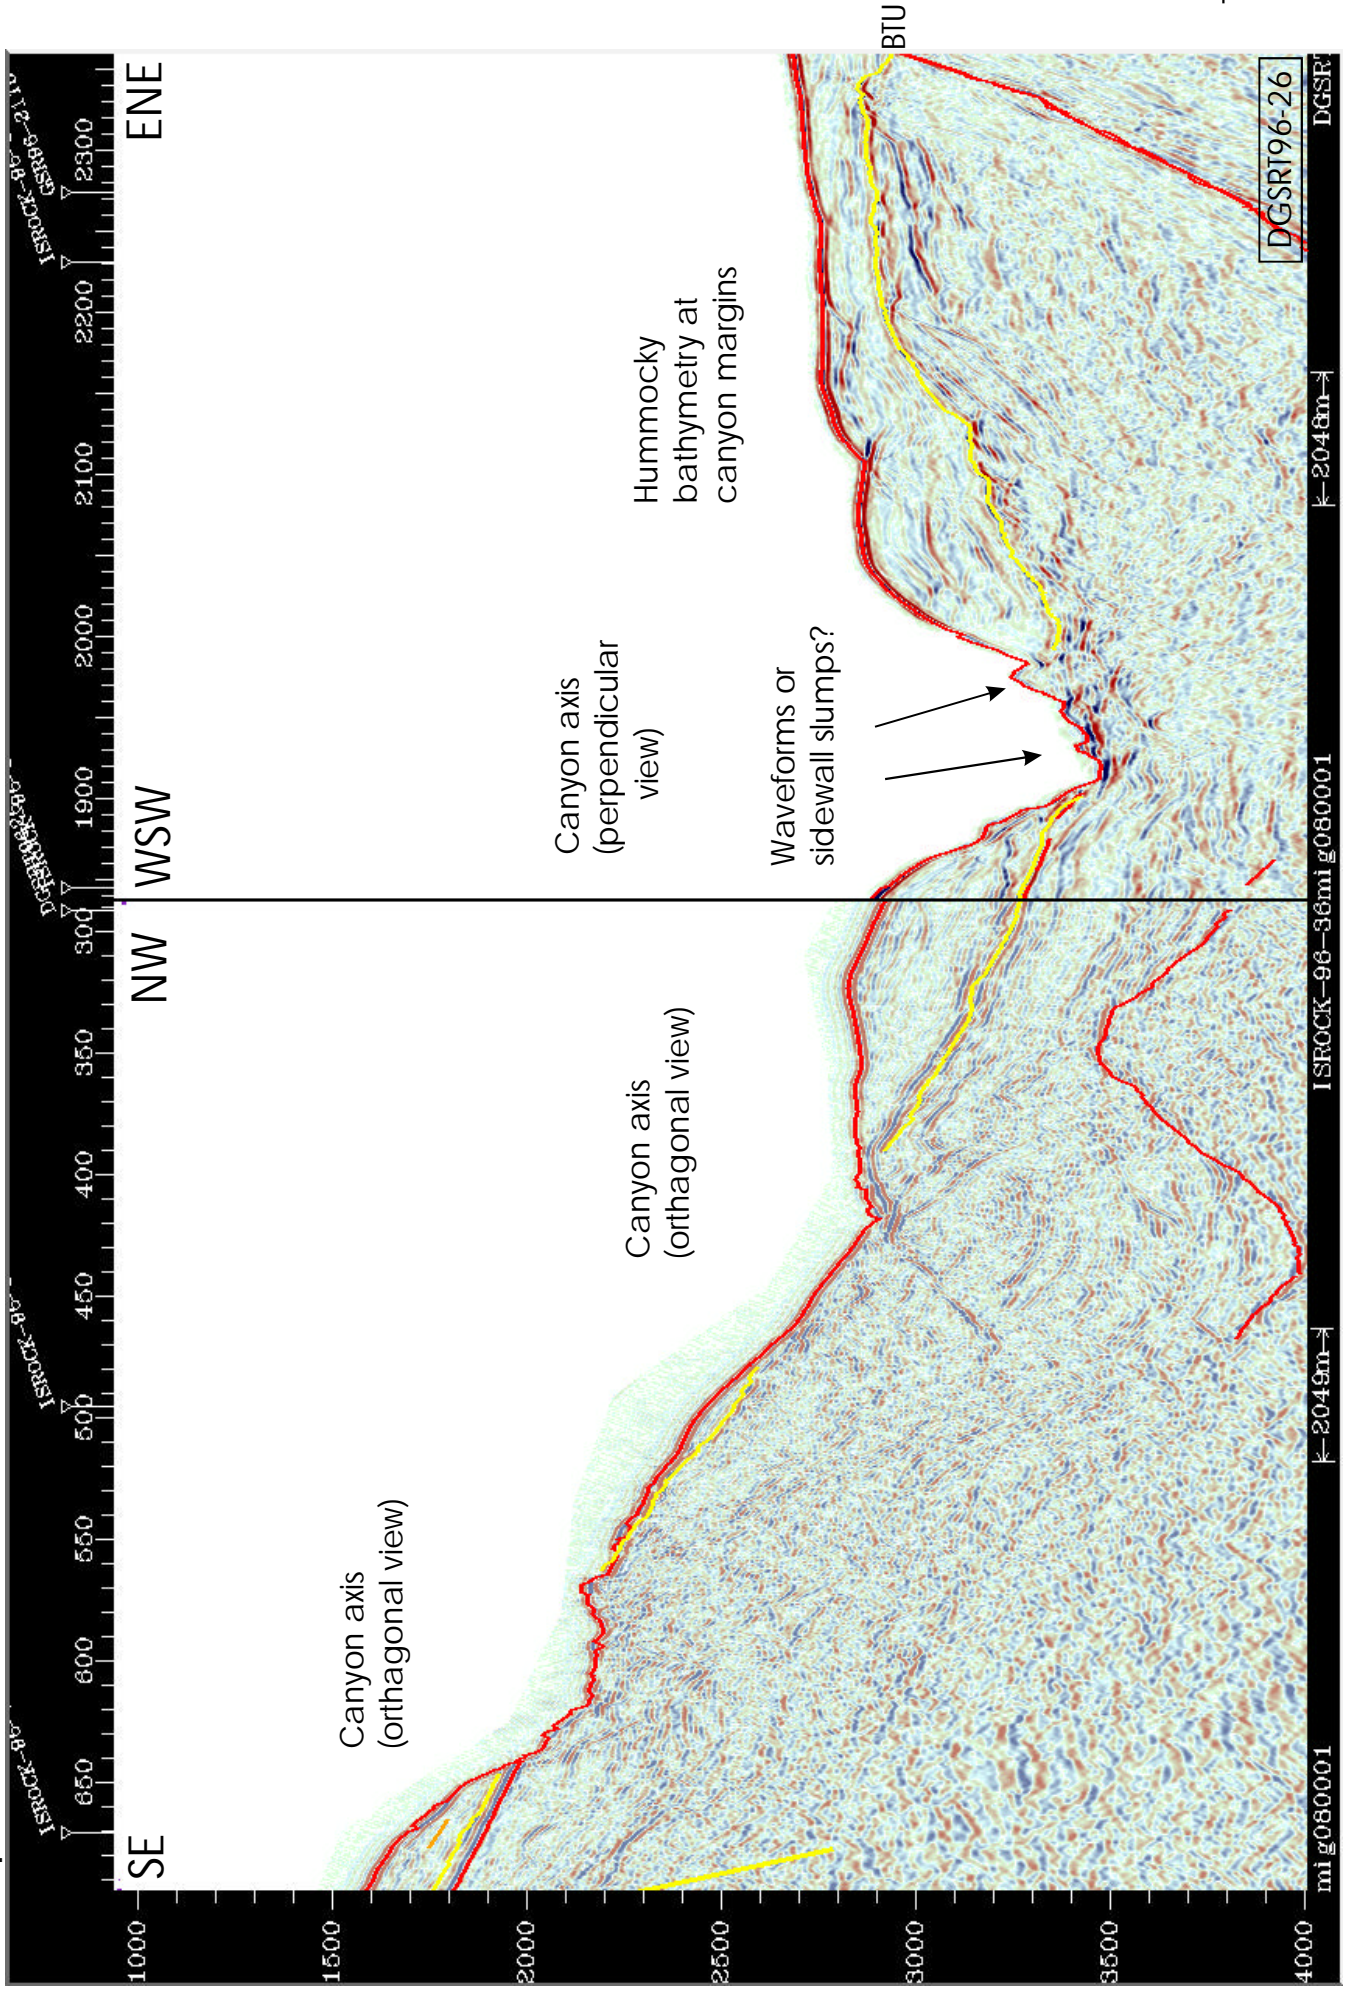 SE
NW
WSW
ENE
650
600
550
500
450
400
350
300
1900
2000
2100
2200
2300
1000
1500
2000
2500
3000
3500
4000
Canyon axis
(orthagonal view)
Canyon axis
(orthagonal view)
Canyon axis
(perpendicular
view)
Waveforms or
sidewall slumps?
Hummocky
bathymetry at
canyon margins
BTU
DGSRT96-26
mig080001
2049m
ISROCK-96-36mig080001
2048m
DGSRT